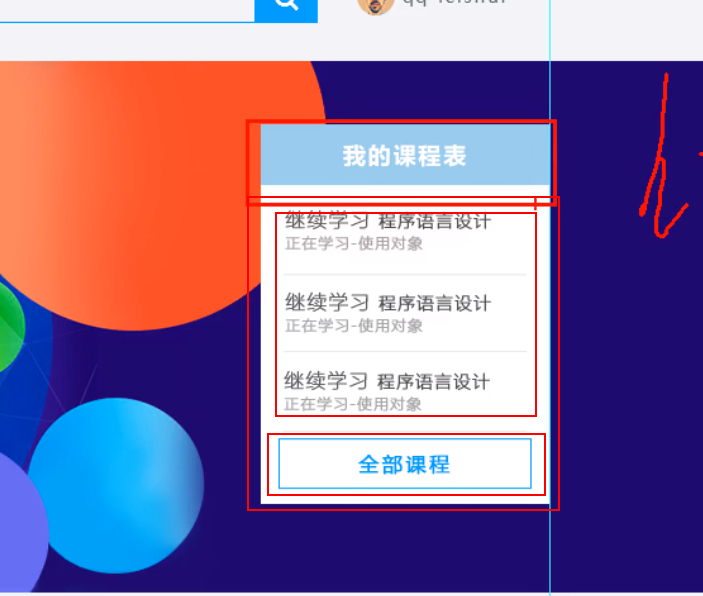 我的课程表
继续学习 程序语言设计
正在学习-使用对象
继续学习 程序语言设计
正在学习-使用对象
继续学习 程序语言设计
正在学习-使用对象
全部课程